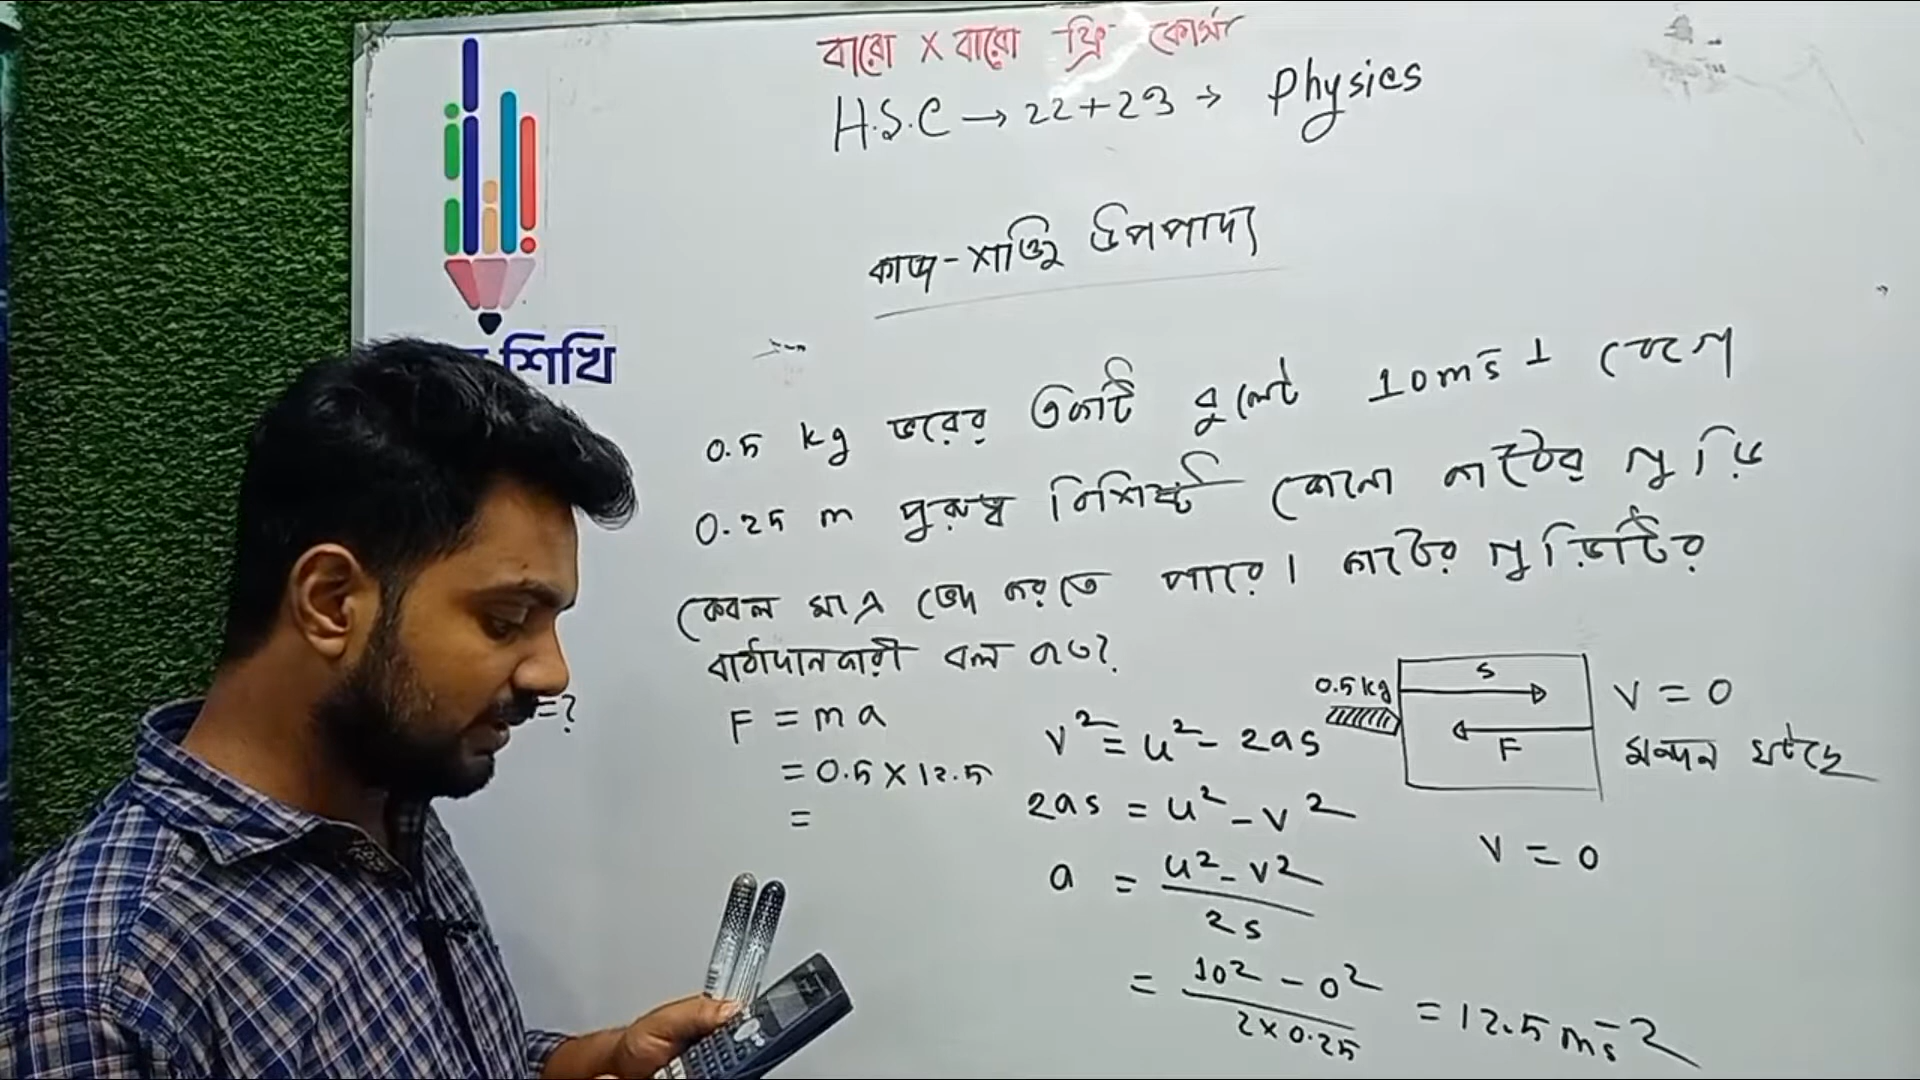 বারো X বারো ফ্রি কোর্স
H.S.C → 22+23 → Physics
কাজ-শক্তি উপপাদ্য
শিখি
0.5 kg ভরের একটি বুলেট 10ms⁻¹ বেগে
0.25 m পুরুত্ব বিশিষ্ট কোনো কাঠের গুড়ি
কেবল মাত্র ভেদ করতে পারে। কাঠের গুড়িটির
বাধাদানকারী বল কত?
=?
F = ma
= 0.5 X 12.5
=
v² = u² - 2as
2as = u² - v²
a = (u² - v²) / 2s
= (10² - 0²) / (2 x 0.25) = 12.5 ms⁻²
0.5kg
S
F
v = 0
মন্দন ঘটছে
v = 0